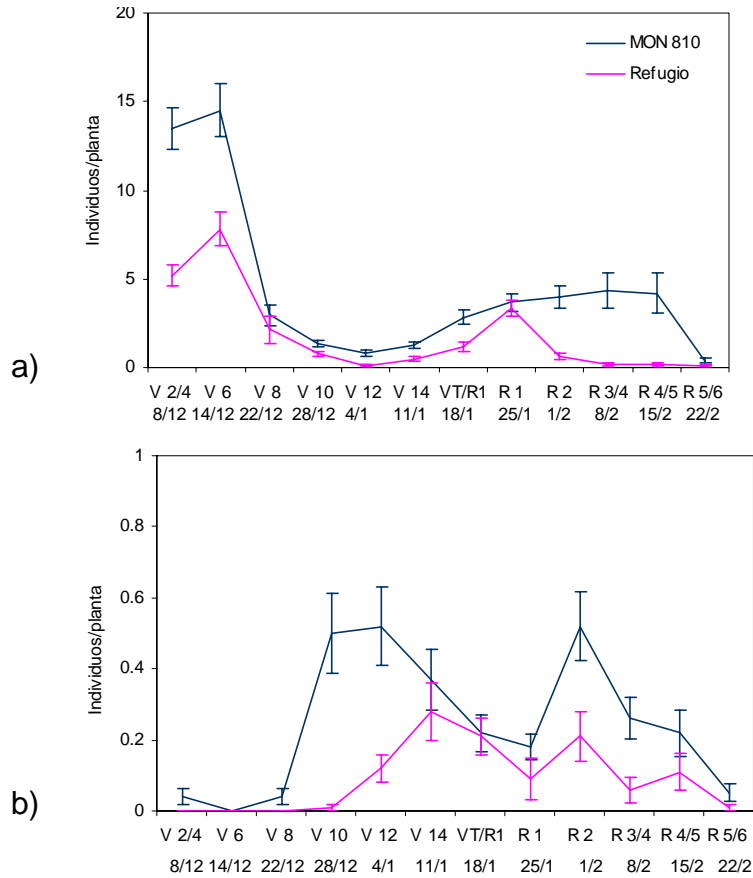 20
MON 810
Refugio
15
Individuos/planta
10
5
a)
0
V 2/4 V 6 V 8 V 10 V 12 V 14 VT/R1 R 1 R 2 R 3/4 R 4/5 R 5/6
8/12 14/12 22/12 28/12 4/1 11/1 18/1 25/1 1/2 8/2 15/2 22/2
1
0.8
0.6
Individuos/planta
0.4
0.2
b)
0
V 2/4 V 6 V 8 V 10 V 12 V 14 VT/R1 R 1 R 2 R 3/4 R 4/5 R 5/6
8/12 14/12 22/12 28/12 4/1 11/1 18/1 25/1 1/2 8/2 15/2 22/2